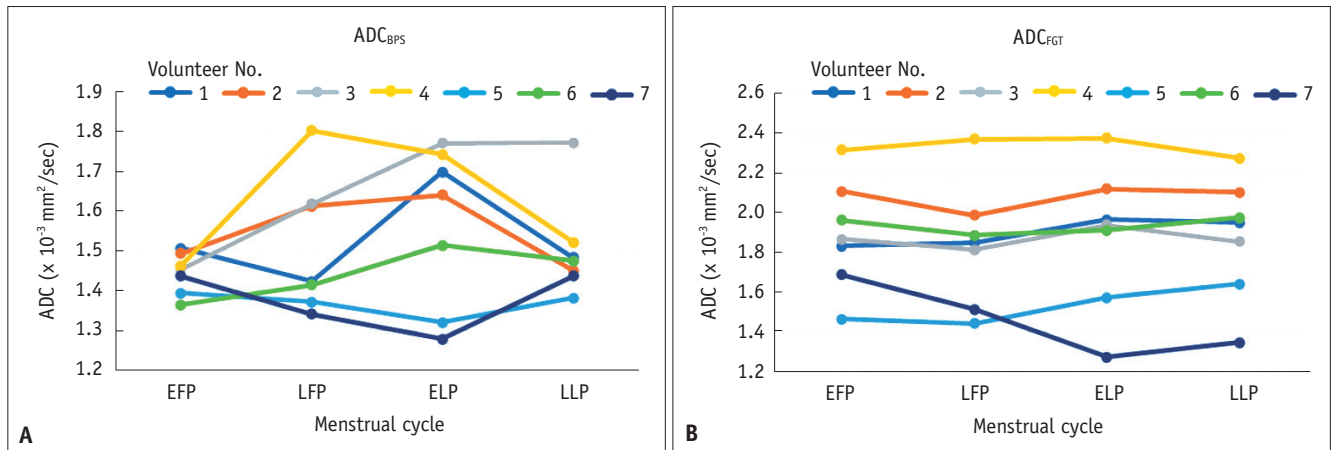 ADC_BPS
Volunteer No.
1 2 3 4 5 6 7
ADC (x 10⁻³ mm²/sec)
1.9
1.8
1.7
1.6
1.5
1.4
1.3
1.2
EFP LFP ELP LLP
Menstrual cycle
A
ADC_FGT
Volunteer No.
1 2 3 4 5 6 7
ADC (x 10⁻³ mm²/sec)
2.6
2.4
2.2
2.0
1.8
1.6
1.4
1.2
EFP LFP ELP LLP
Menstrual cycle
B